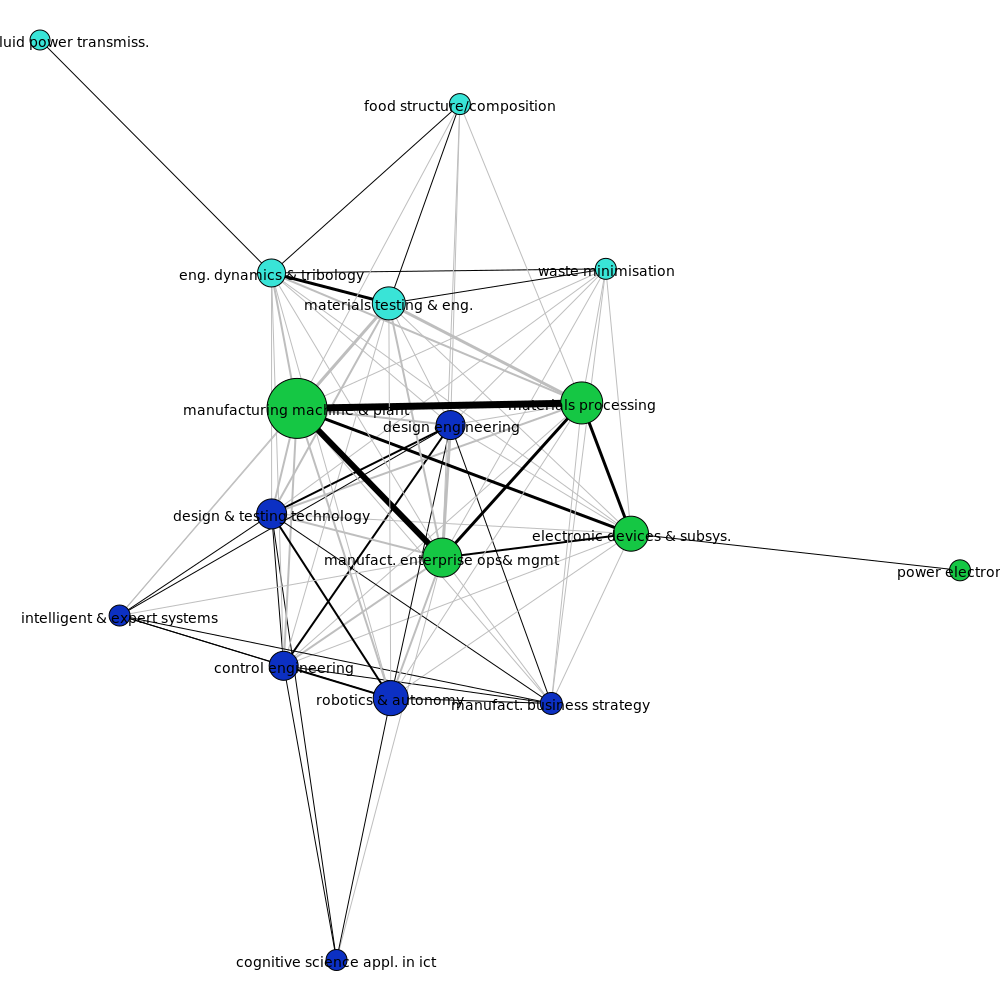 luid power transmiss.
food structure/composition
eng. dynamics & tribology
waste minimisation
materials testing & eng.
manufacturing machine & plant
materials processing
design engineering
design & testing technology
electronic devices & subsys.
manufact. enterprise ops& mgmt
power electron
intelligent & expert systems
control engineering
robotics & autonomy
manufact. business strategy
cognitive science appl. in ict